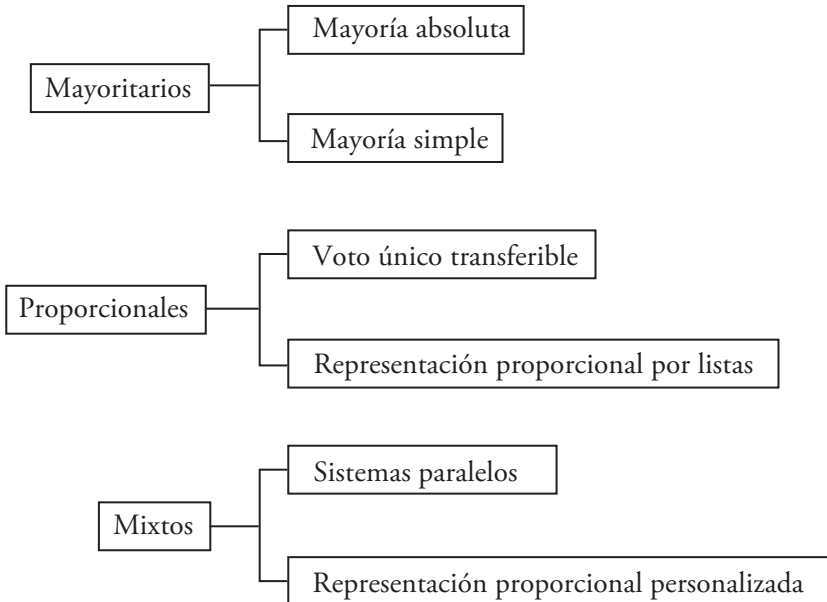 Mayoría absoluta
Mayoritarios
Mayoría simple
Voto único transferible
Proporcionales
Representación proporcional por listas
Sistemas paralelos
Mixtos
Representación proporcional personalizada